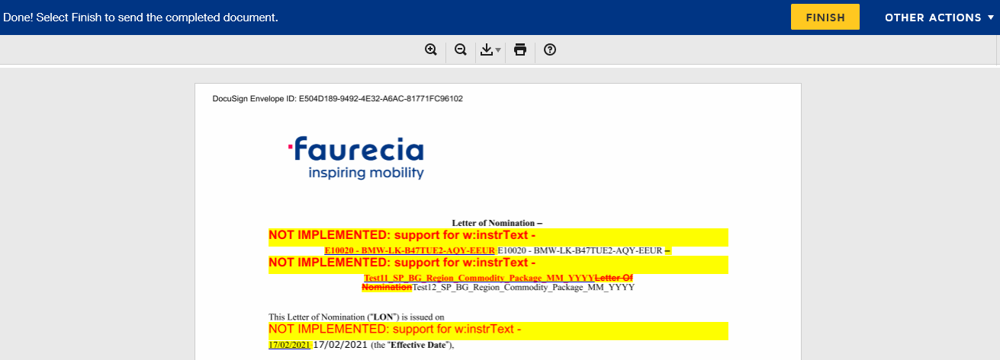 Done! Select Finish to send the completed document.
FINISH
OTHER ACTIONS
DocuSign Envelope ID: E504D189-9492-4E32-A6AC-81771FC96102
faurecia
inspiring mobility
Letter of Nomination –
NOT IMPLEMENTED: support for w:instrText -
E10020 - BMW-LK-B47TUE2-AQY-EEUR E10020 - BMW-LK-B47TUE2-AQY-EEUR –
NOT IMPLEMENTED: support for w:instrText -
Test11_SP_BG_Region_Commodity_Package_MM_YYYYLetter Of
NominationTest12_SP_BG_Region_Commodity_Package_MM_YYYY
This Letter of Nomination (“LON”) is issued on
NOT IMPLEMENTED: support for w:instrText -
17/02/2021 17/02/2021 (the “Effective Date”),